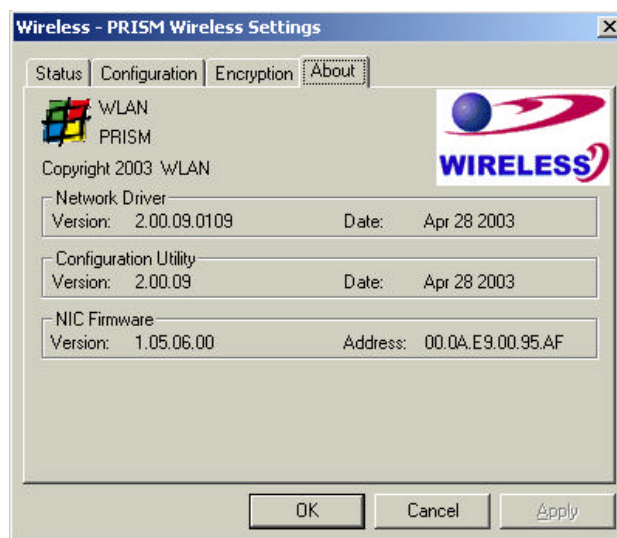 Wireless - PRISM Wireless Settings
Status Configuration Encryption About
WLAN
PRISM
Copyright 2003 WLAN
WIRELESS
Network Driver
Version: 2.00.09.0109 Date: Apr 28 2003
Configuration Utility
Version: 2.00.09 Date: Apr 28 2003
NIC Firmware
Version: 1.05.06.00 Address: 00.0A.E9.00.95.AF
OK Cancel Apply